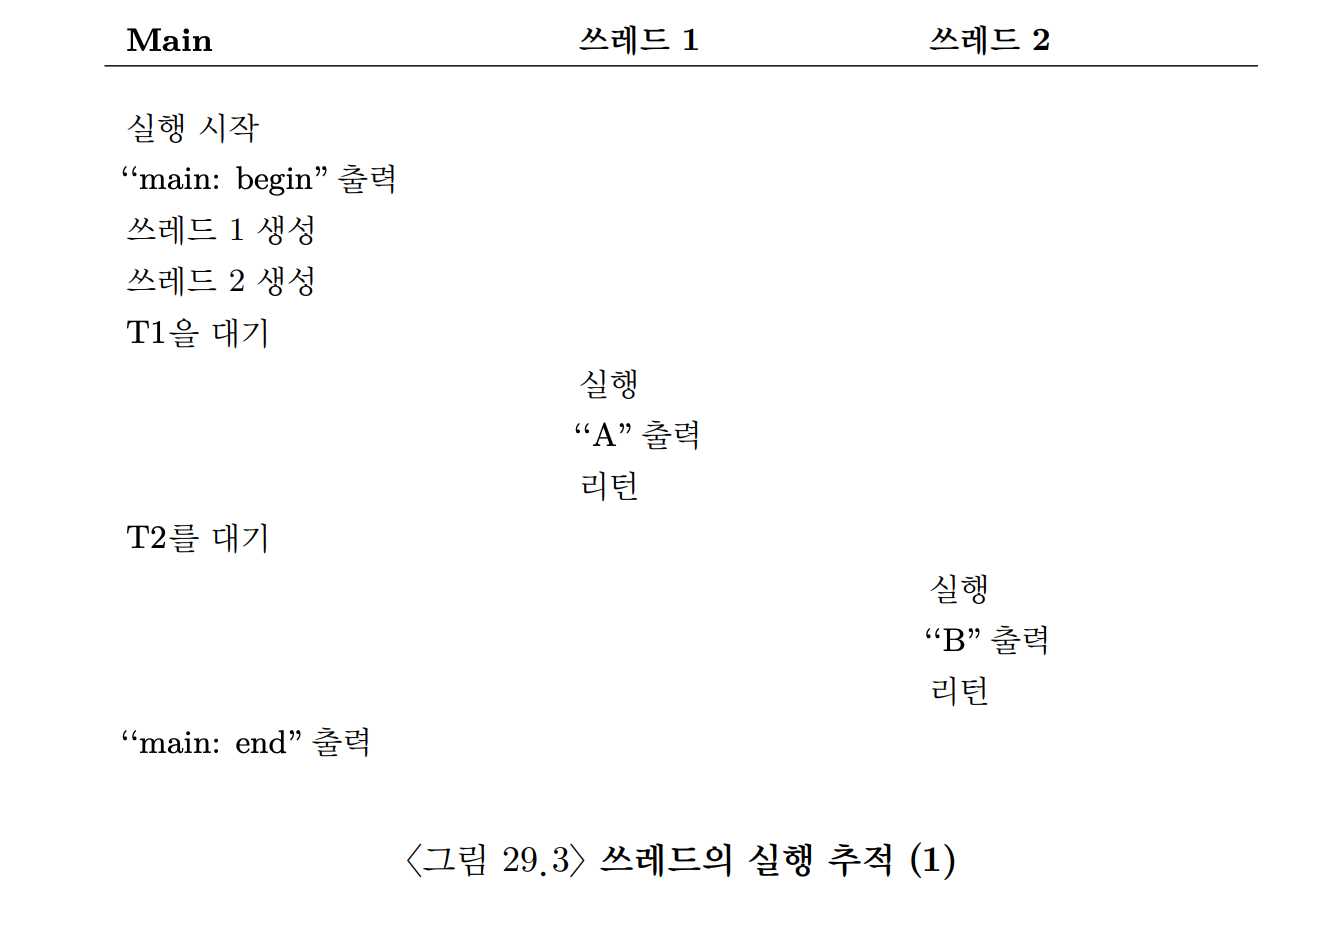 Main 쓰레드 1 쓰레드 2
실행 시작
“main: begin” 출력
쓰레드 1 생성
쓰레드 2 생성
T1을 대기
실행
“A” 출력
리턴
T2를 대기
실행
“B” 출력
리턴
“main: end” 출력
〈그림 29.3〉 쓰레드의 실행 추적 (1)